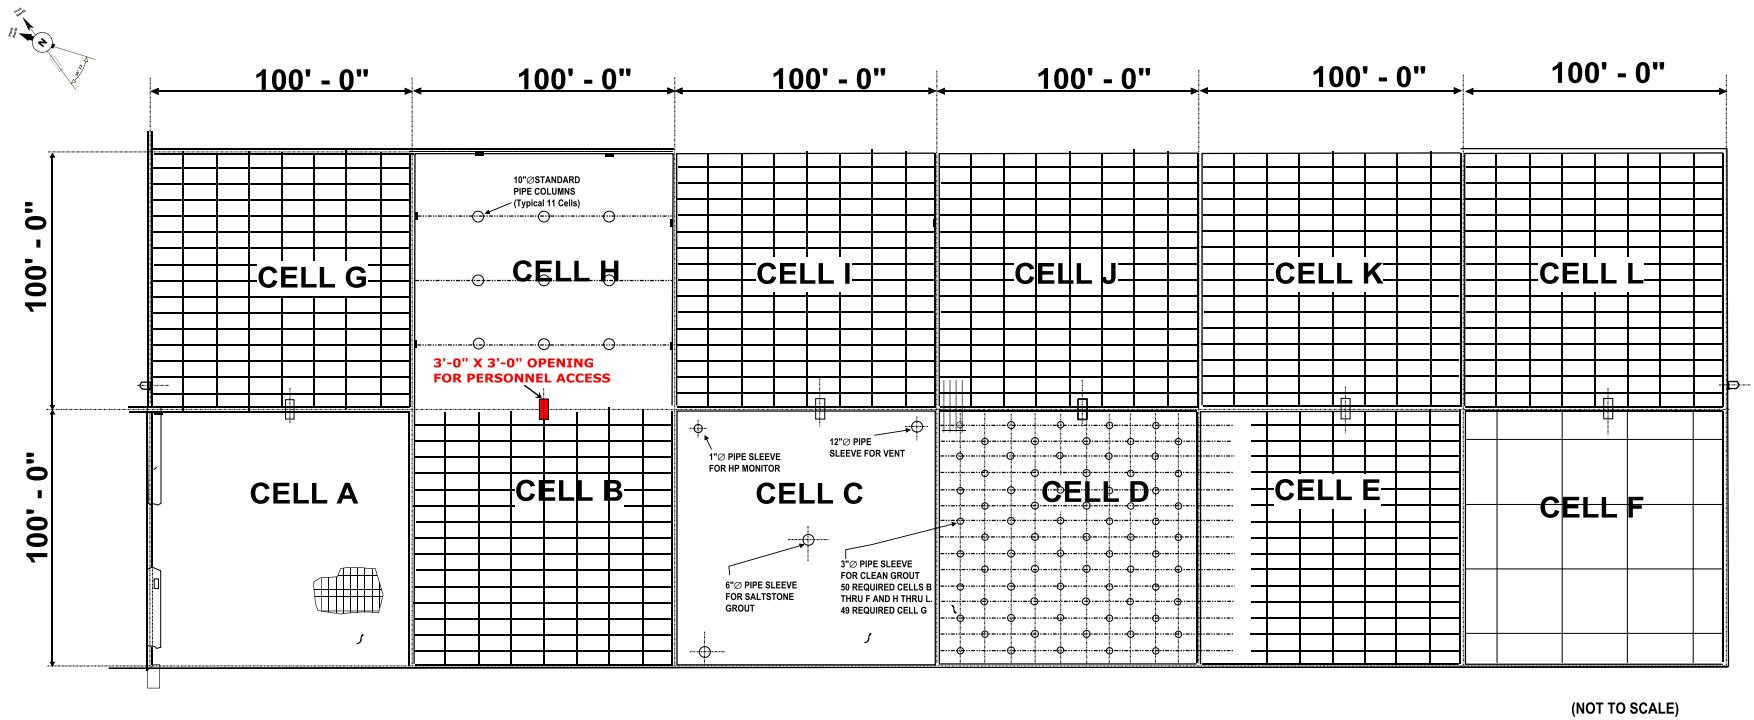 N
100' - 0" 100' - 0" 100' - 0" 100' - 0" 100' - 0" 100' - 0"
10"∅STANDARD
PIPE COLUMNS
(Typical 11 Cells)
100' - 0"
CELL G CELL H CELL I CELL J CELL K CELL L
3'-0" X 3'-0" OPENING
FOR PERSONNEL ACCESS
1"∅ PIPE SLEEVE
FOR HP MONITOR
12"∅ PIPE
SLEEVE FOR VENT
100' - 0"
CELL A CELL B CELL C CELL D CELL E CELL F
6"∅ PIPE SLEEVE
FOR SALTSTONE
GROUT
3"∅ PIPE SLEEVE
FOR CLEAN GROUT
50 REQUIRED CELLS B
THRU F AND H THRU L.
49 REQUIRED CELL G
(NOT TO SCALE)